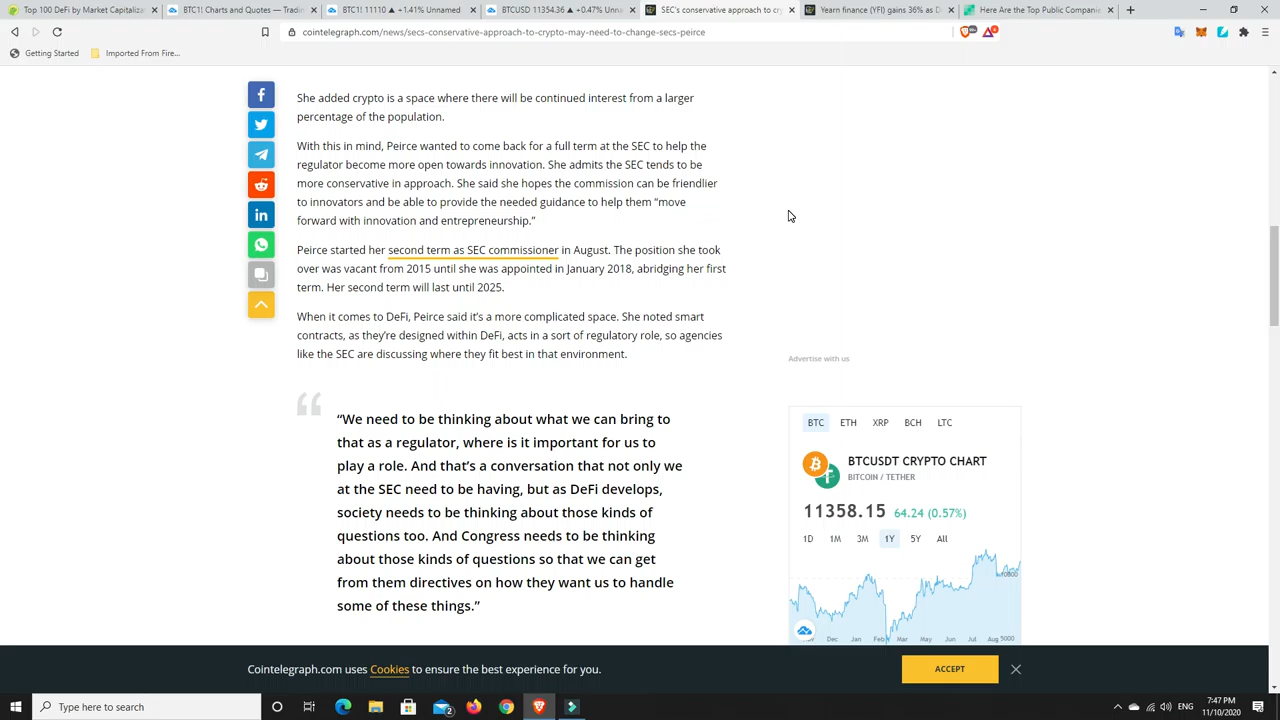 Top 100 DeFi by Market Capitaliza
BTC1! Charts and Quotes — Tradin
BTC1! 11110 ▲ +1.41% Unnamed
BTCUSD 11354.36 ▲ +0.47% Unna
SEC's conservative approach to cry
Yearn finance (YFI) gains 36% as D
Here Are the Top Public Companie
cointelegraph.com/news/secs-conservative-approach-to-crypto-may-need-to-change-secs-peirce
Getting Started
Imported From Fire...
She added crypto is a space where there will be continued interest from a larger
percentage of the population.
With this in mind, Peirce wanted to come back for a full term at the SEC to help the
regulator become more open towards innovation. She admits the SEC tends to be
more conservative in approach. She said she hopes the commission can be friendlier
to innovators and be able to provide the needed guidance to help them “move
forward with innovation and entrepreneurship.”
Peirce started her second term as SEC commissioner in August. The position she took
over was vacant from 2015 until she was appointed in January 2018, abridging her first
term. Her second term will last until 2025.
When it comes to DeFi, Peirce said it’s a more complicated space. She noted smart
contracts, as they’re designed within DeFi, acts in a sort of regulatory role, so agencies
like the SEC are discussing where they fit best in that environment.
“We need to be thinking about what we can bring to
that as a regulator, where is it important for us to
play a role. And that’s a conversation that not only we
at the SEC need to be having, but as DeFi develops,
society needs to be thinking about those kinds of
questions too. And Congress needs to be thinking
about those kinds of questions so that we can get
from them directives on how they want us to handle
some of these things.”
Advertise with us
BTC ETH XRP BCH LTC
BTCUSDT CRYPTO CHART
BITCOIN / TETHER
11358.15 64.24 (0.57%)
1D 1M 3M 1Y 5Y All
10000
Dec Jan Feb Mar May Jun Jul Aug 5000
Cointelegraph.com uses Cookies to ensure the best experience for you.
ACCEPT
Type here to search
2
ENG
7:47 PM
11/10/2020